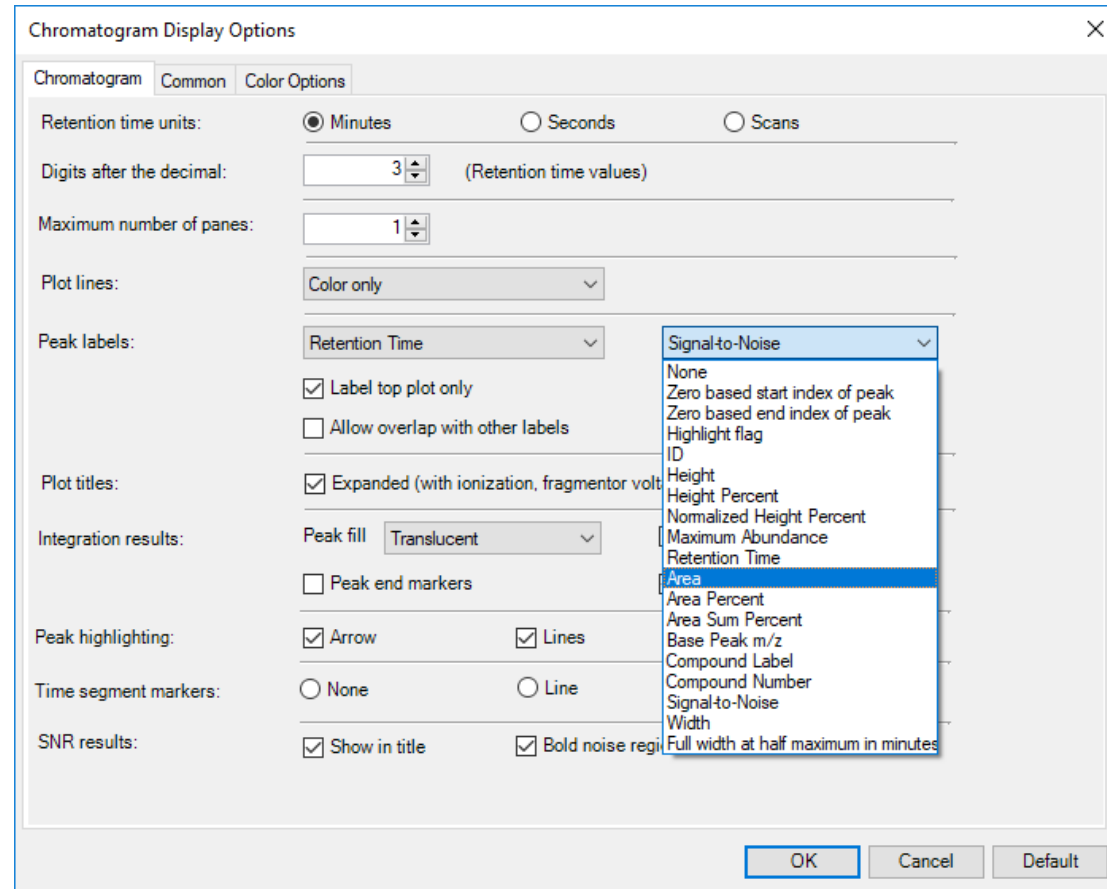 Chromatogram Display Options
Chromatogram Common Color Options
Retention time units: Minutes Seconds Scans
Digits after the decimal: 3 (Retention time values)
Maximum number of panes: 1
Plot lines: Color only
Peak labels: Retention Time Signal-to-Noise
None
Label top plot only Zero based start index of peak
Zero based end index of peak
Allow overlap with other labels Highlight flag
ID
Plot titles: Expanded (with ionization, fragmentor volt Height
Height Percent
Normalized Height Percent
Integration results: Peak fill Translucent Maximum Abundance
Retention Time
Peak end markers Area
Area Percent
Area Sum Percent
Peak highlighting: Arrow Lines Base Peak m/z
Compound Label
Time segment markers: None Line Compound Number
Signal-to-Noise
Width
SNR results: Show in title Bold noise regi Full width at half maximum in minutes
OK Cancel Default